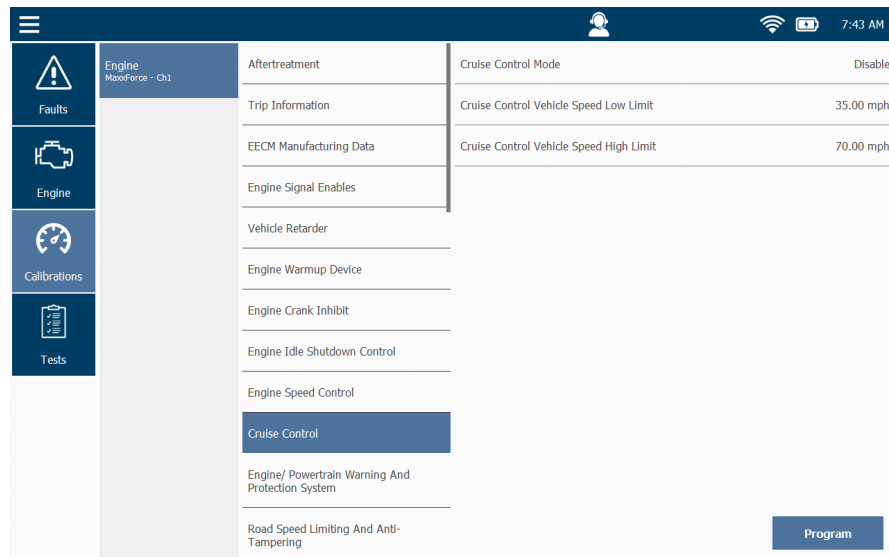 7:43 AM
Faults
Engine
Calibrations
Tests
Engine
MaxxForce - Ch1
Aftertreatment
Trip Information
EECM Manufacturing Data
Engine Signal Enables
Vehicle Retarder
Engine Warmup Device
Engine Crank Inhibit
Engine Idle Shutdown Control
Engine Speed Control
Cruise Control
Engine/ Powertrain Warning And
Protection System
Road Speed Limiting And Anti-
Tampering
Cruise Control Mode Disable
Cruise Control Vehicle Speed Low Limit 35.00 mph
Cruise Control Vehicle Speed High Limit 70.00 mph
Program